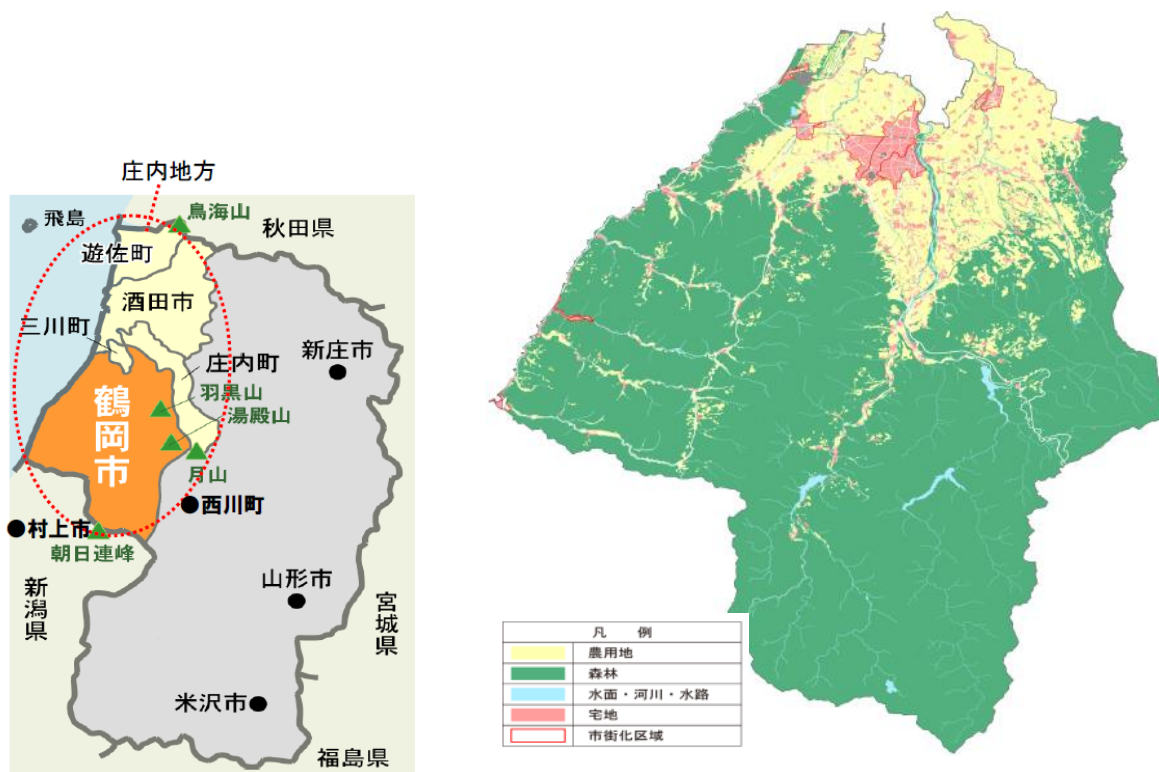 庄内地方
飛島
鳥海山
秋田県
遊佐町
酒田市
三川町
庄内町
新庄市
鶴岡市
羽黒山
湯殿山
月山
西川町
村上市
朝日連峰
新潟県
山形市
宮城県
米沢市
福島県
凡 例
農用地
森林
水面・河川・水路
宅地
市街化区域